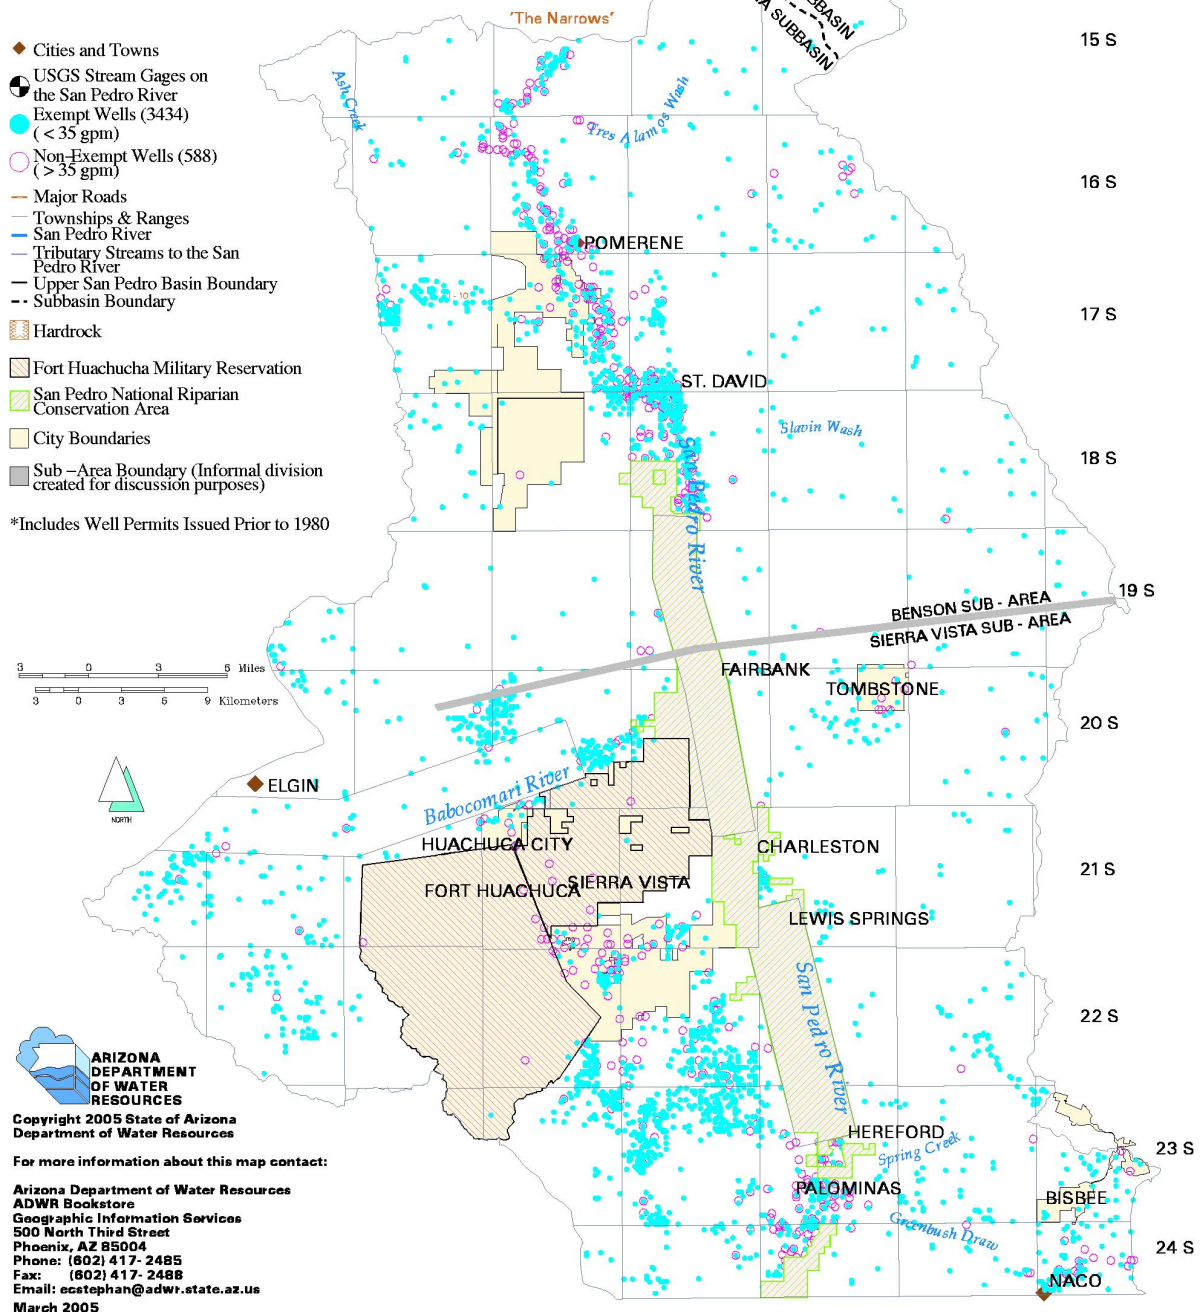 'The Narrows'
BBASIN
A SUBBASIN
15 S
Cities and Towns
USGS Stream Gages on
the San Pedro River
Exempt Wells (3434)
( < 35 gpm)
Non-Exempt Wells (588)
( > 35 gpm)
Major Roads
Townships & Ranges
San Pedro River
Tributary Streams to the San
Pedro River
Upper San Pedro Basin Boundary
Subbasin Boundary
Hardrock
Fort Huachucha Military Reservation
San Pedro National Riparian
Conservation Area
City Boundaries
Sub –Area Boundary (Informal division
created for discussion purposes)
*Includes Well Permits Issued Prior to 1980
Ash Creek
Tres Alamos Wash
16 S
POMERENE
- 10
17 S
ST. DAVID
Slavin Wash
18 S
San Pedro River
19 S
BENSON SUB - AREA
SIERRA VISTA SUB - AREA
3 0 3 6 Miles
3 0 3 6 9 Kilometers
FAIRBANK
TOMBSTONE
20 S
NORTH
ELGIN
Babocomari River
HUACHUCA CITY
CHARLESTON
21 S
FORT HUACHUCA
SIERRA VISTA
LEWIS SPRINGS
San Pedro River
22 S
HEREFORD
Spring Creek
23 S
PALOMINAS
BISBEE
Greenbush Draw
24 S
NACO
ARIZONA
DEPARTMENT
OF WATER
RESOURCES
Copyright 2005 State of Arizona
Department of Water Resources
For more information about this map contact:
Arizona Department of Water Resources
ADWR Bookstore
Geographic Information Services
500 North Third Street
Phoenix, AZ 85004
Phone: (602) 417- 2485
Fax: (602) 417- 2488
Email: ecstephan@adwr.state.az.us
March 2005